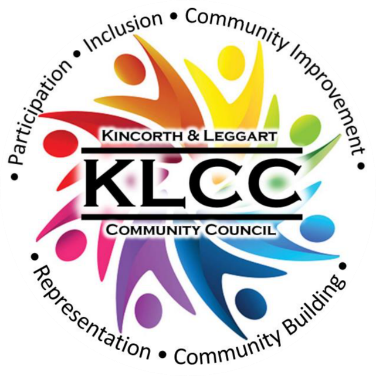 • Participation • Inclusion • Community Improvement •
KINCORTH & LEGGART
KLCC
COMMUNITY COUNCIL
• Representation • Community Building •